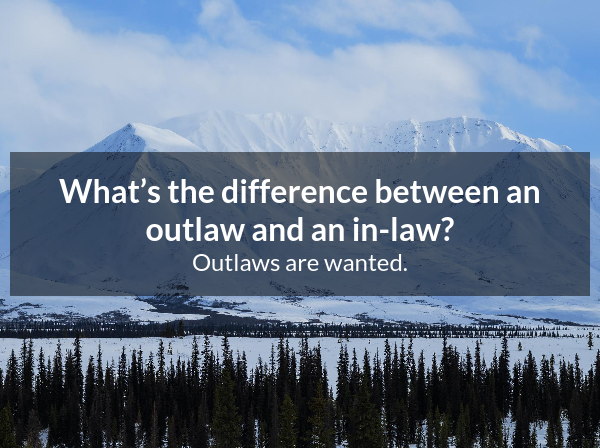 What’s the difference between an
outlaw and an in-law?
Outlaws are wanted.